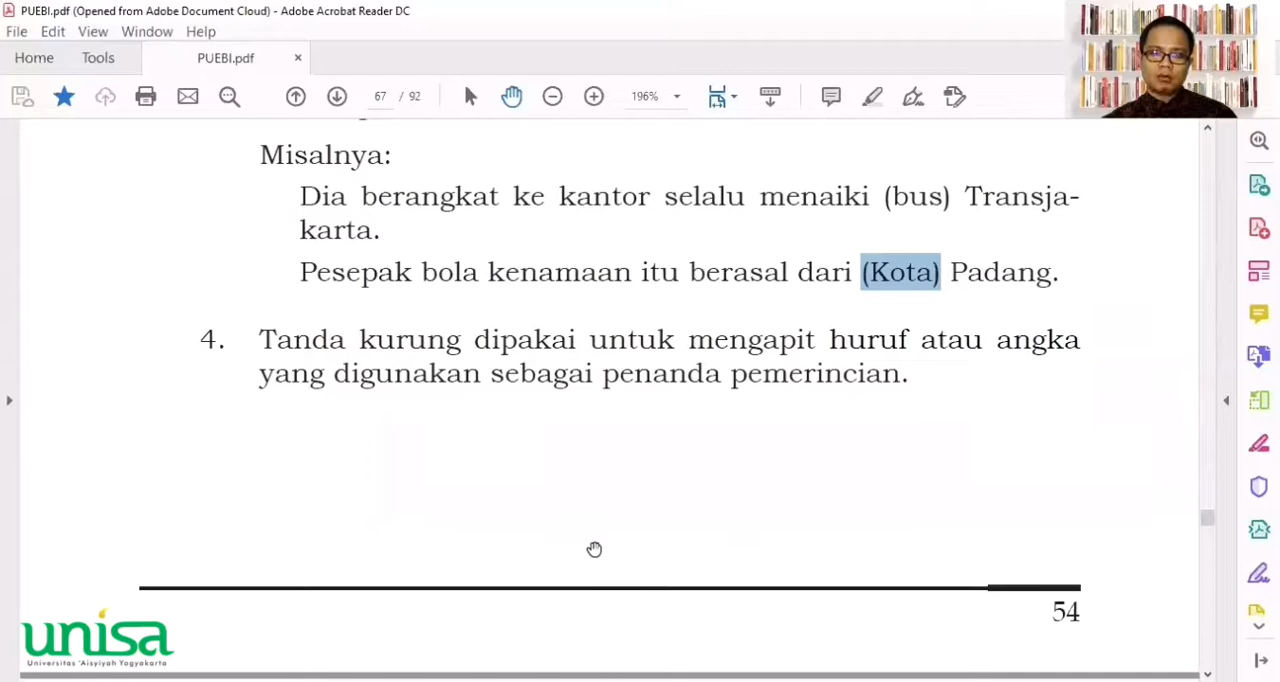 PUEBI.pdf (Opened from Adobe Document Cloud) - Adobe Acrobat Reader DC
File Edit View Window Help
Home Tools PUEBI.pdf ×
67 / 92 196%
Misalnya:
Dia berangkat ke kantor selalu menaiki (bus) Transja-
karta.
Pesepak bola kenamaan itu berasal dari (Kota) Padang.
4. Tanda kurung dipakai untuk mengapit huruf atau angka
yang digunakan sebagai penanda pemerincian.
54
unisa
Universitas 'Aisyiyah Yogyakarta